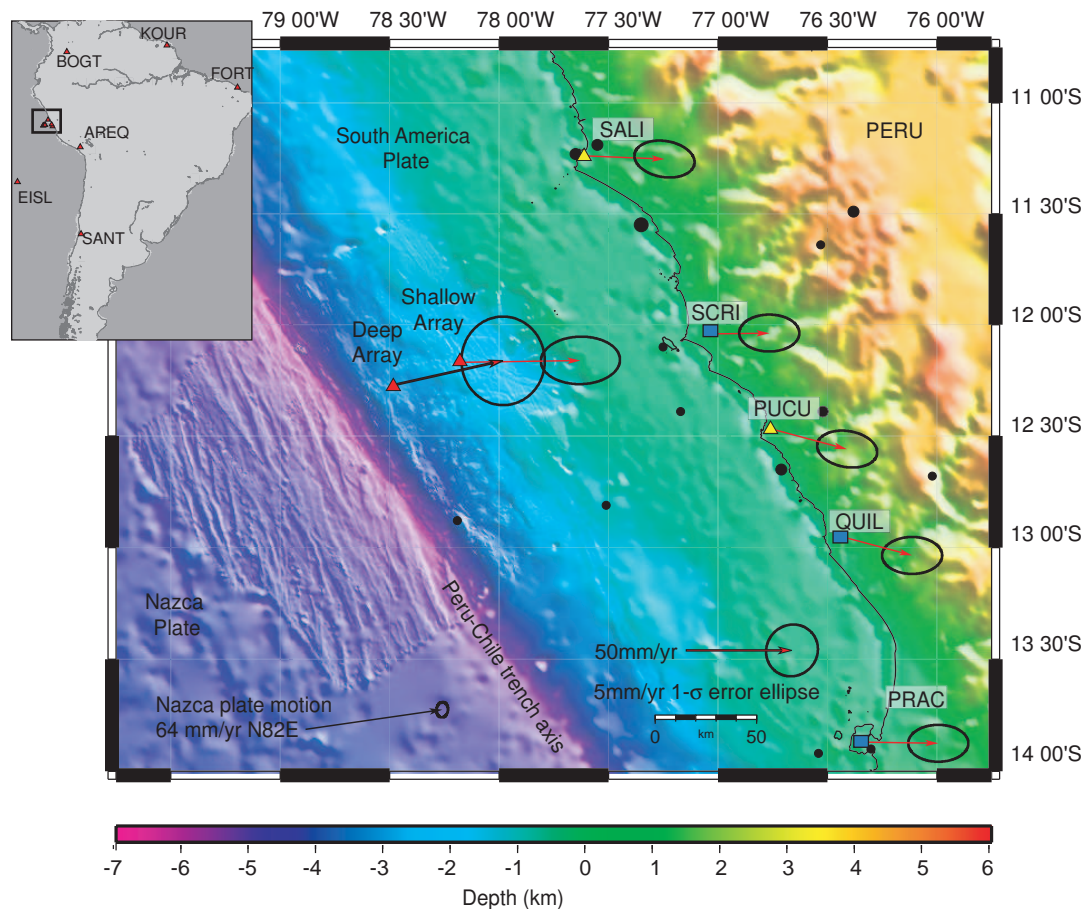 79 00'W 78 30'W 78 00'W 77 30'W 77 00'W 76 30'W 76 00'W
KOUR
BOGT
FORT
AREQ
EISL
SANT
11 00'S
11 30'S
12 00'S
12 30'S
13 00'S
13 30'S
14 00'S
South America
Plate
SALI
PERU
Shallow
Array
Deep
Array
SCRI
PUCU
QUIL
Nazca
Plate
Peru-Chile trench axis
50mm/yr
5mm/yr 1-σ error ellipse
0 km 50
Nazca plate motion
64 mm/yr N82E
PRAC
-7 -6 -5 -4 -3 -2 -1 0 1 2 3 4 5 6
Depth (km)